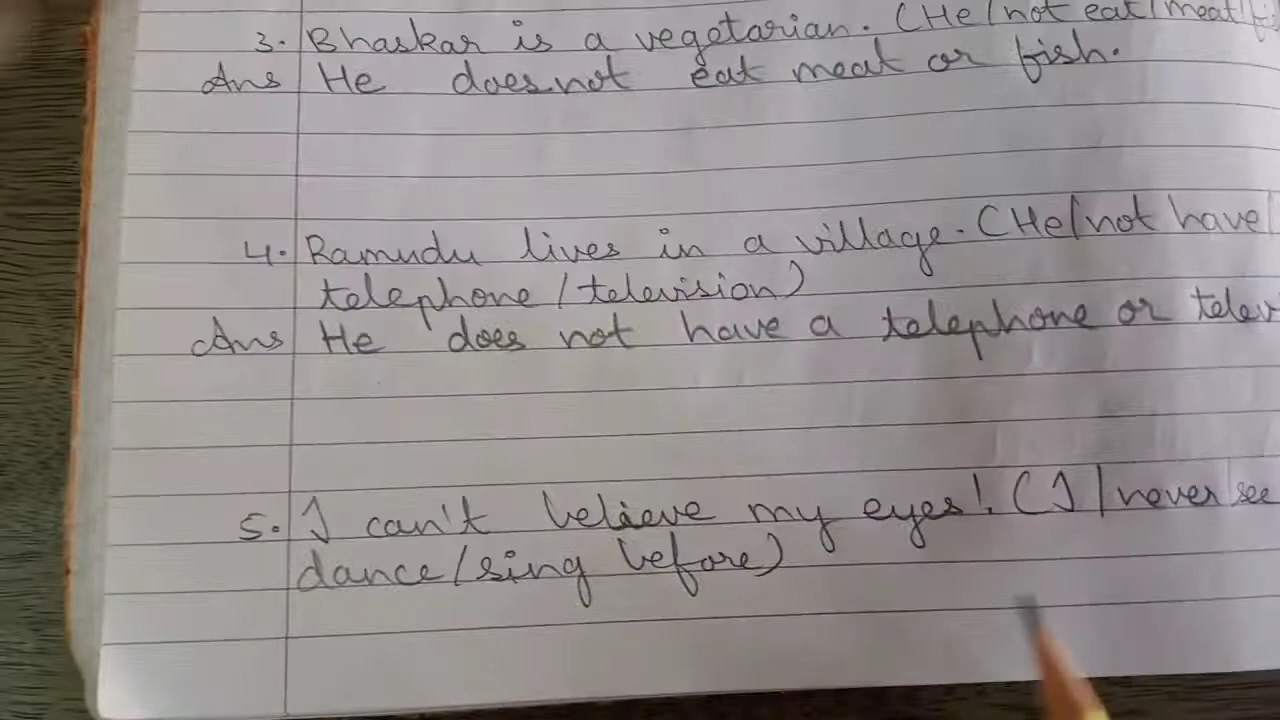 3. Bhaskar is a vegetarian. (He/not eat/meat/
Ans He does not eat meat or fish.
4. Ramudu lives in a village. (He/not have/
telephone/television)
Ans He does not have a telephone or
5. I can't believe my eyes! (I/never see
dance/sing before)